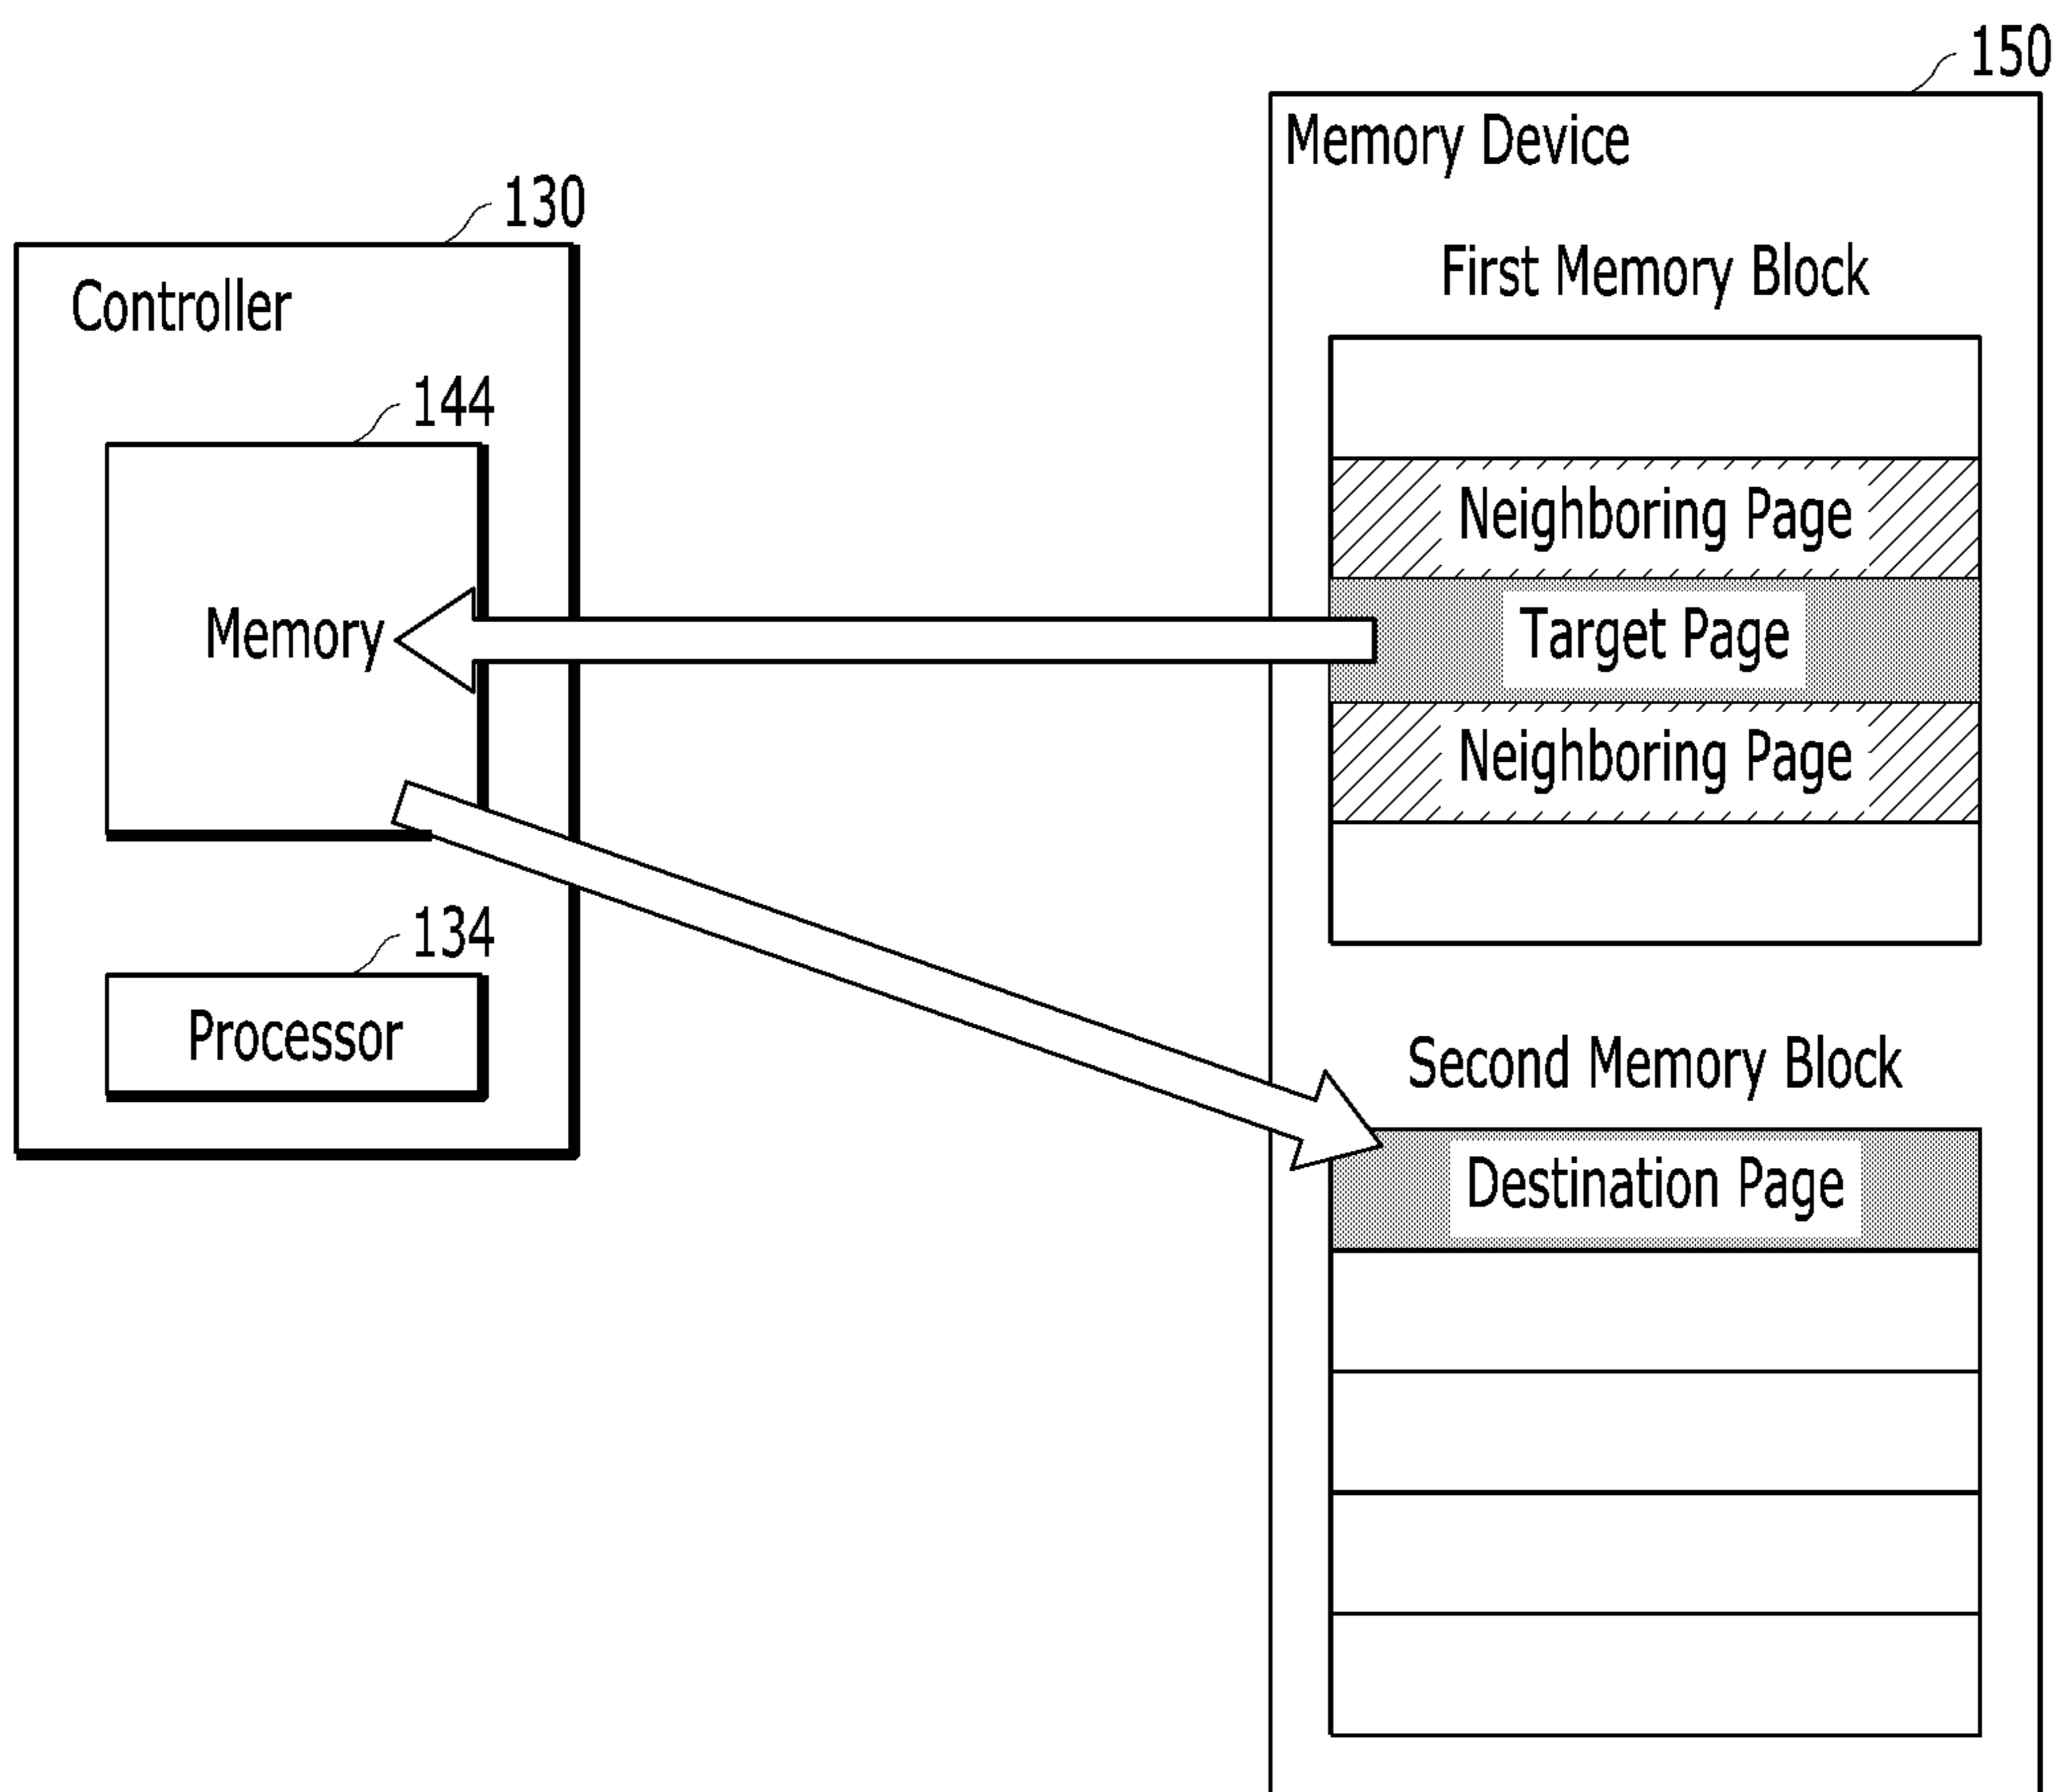 150
Memory Device
130
First Memory Block
Controller
144
Neighboring Page
Memory
Target Page
Neighboring Page
134
Processor
Second Memory Block
Destination Page